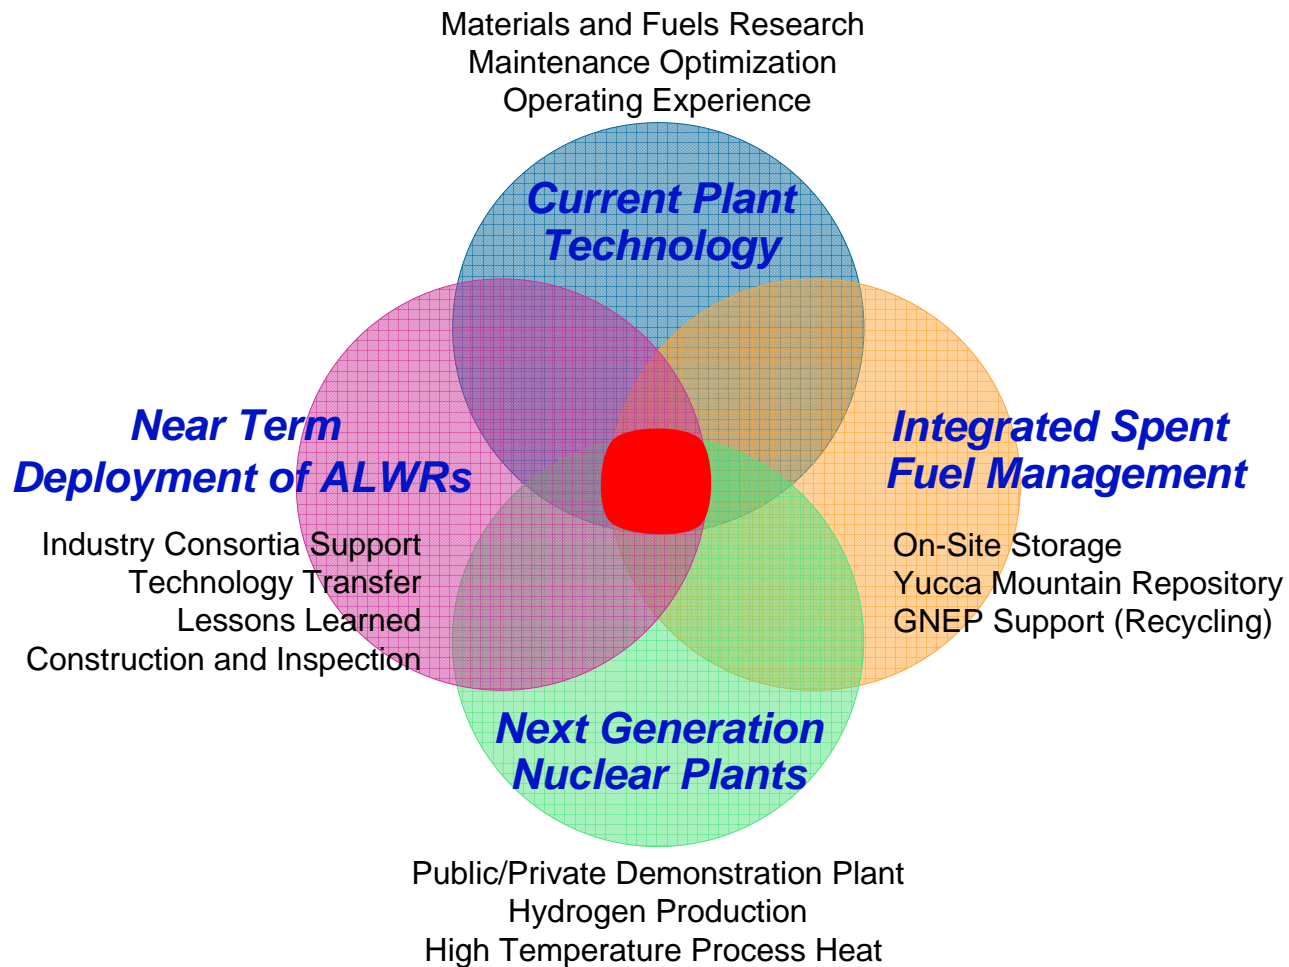 Materials and Fuels Research
Maintenance Optimization
Operating Experience
Current Plant
Technology
Near Term
Deployment of ALWRs
Industry Consortia Support
Technology Transfer
Lessons Learned
Construction and Inspection
Integrated Spent
Fuel Management
On-Site Storage
Yucca Mountain Repository
GNEP Support (Recycling)
Next Generation
Nuclear Plants
Public/Private Demonstration Plant
Hydrogen Production
High Temperature Process Heat